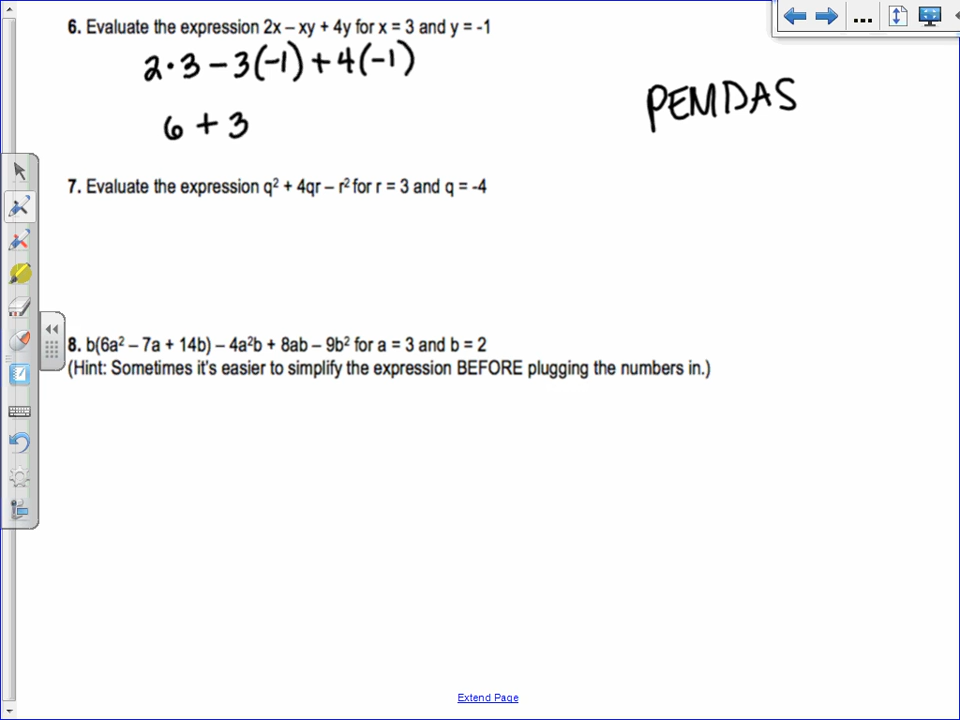 6. Evaluate the expression 2x – xy + 4y for x = 3 and y = -1
2·3 – 3(-1) + 4(-1)
PEMDAS
6 + 3
7. Evaluate the expression q² + 4qr – r² for r = 3 and q = -4
8. b(6a² – 7a + 14b) – 4a²b + 8ab – 9b² for a = 3 and b = 2
(Hint: Sometimes it's easier to simplify the expression BEFORE plugging the numbers in.)
Extend Page